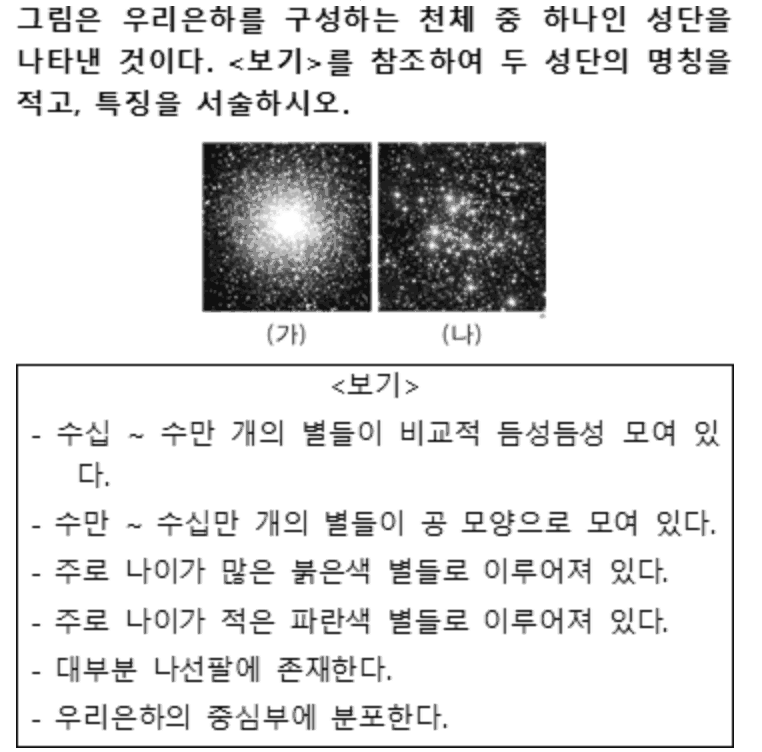 그림은 우리은하를 구성하는 천체 중 하나인 성단을
나타낸 것이다. <보기>를 참조하여 두 성단의 명칭을
적고, 특징을 서술하시오.
(가)
(나)
<보기>
- 수십 ~ 수만 개의 별들이 비교적 듬성듬성 모여 있
다.
- 수만 ~ 수십만 개의 별들이 공 모양으로 모여 있다.
- 주로 나이가 많은 붉은색 별들로 이루어져 있다.
- 주로 나이가 적은 파란색 별들로 이루어져 있다.
- 대부분 나선팔에 존재한다.
- 우리은하의 중심부에 분포한다.